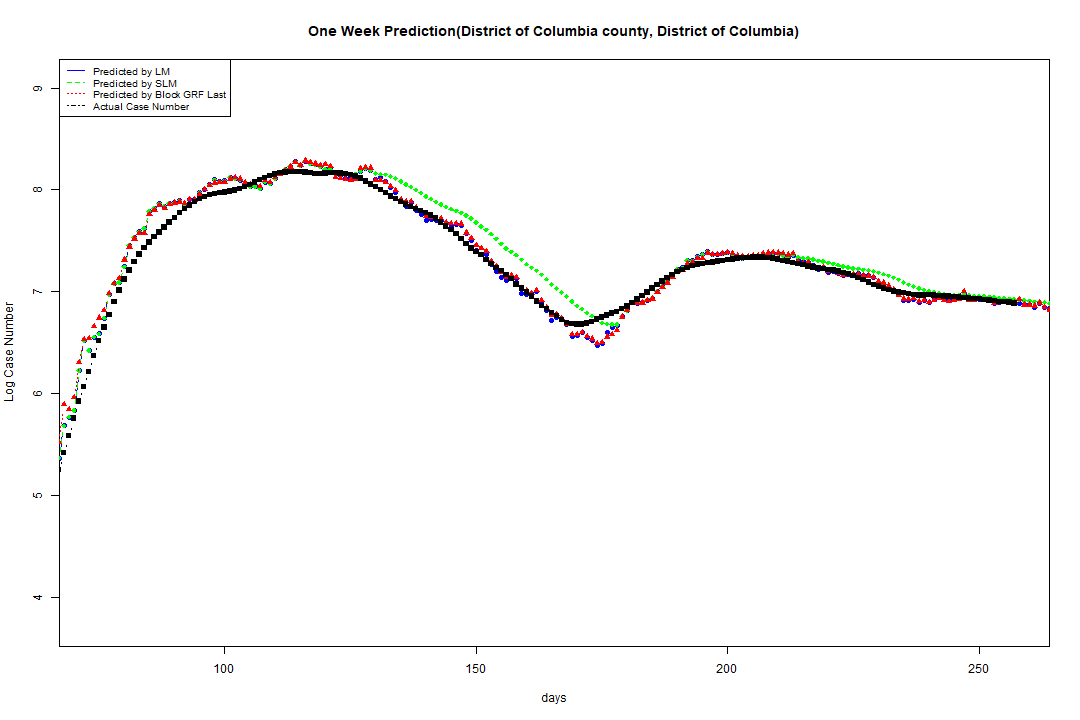 One Week Prediction(District of Columbia county, District of Columbia)
Predicted by LM
Predicted by SLM
Predicted by Block GRF Last
Actual Case Number
9
8
7
6
5
4
Log Case Number
100
150
200
250
days